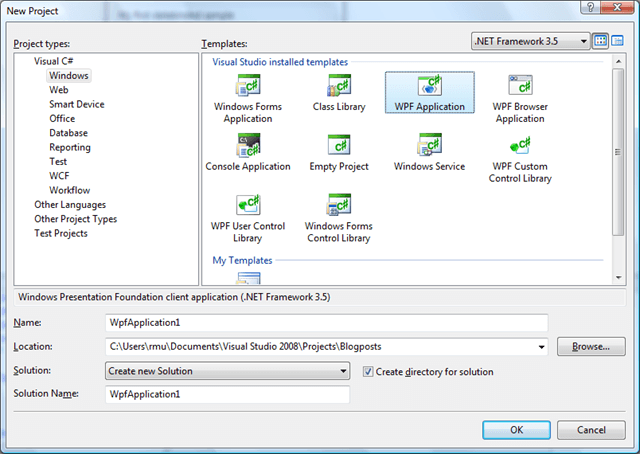 New Project
Project types:
Templates:
.NET Framework 3.5
Visual C#
Windows
Web
Smart Device
Office
Database
Reporting
Test
WCF
Workflow
Other Languages
Other Project Types
Test Projects
Visual Studio installed templates
Windows Forms Application
Class Library
WPF Application
WPF Browser Application
Console Application
Empty Project
Windows Service
WPF Custom Control Library
WPF User Control Library
Windows Forms Control Library
My Templates
Windows Presentation Foundation client application (.NET Framework 3.5)
Name:
WpfApplication1
Location:
C:\Users\rmu\Documents\Visual Studio 2008\Projects\Blogposts
Browse...
Solution:
Create new Solution
Create directory for solution
Solution Name:
WpfApplication1
OK
Cancel